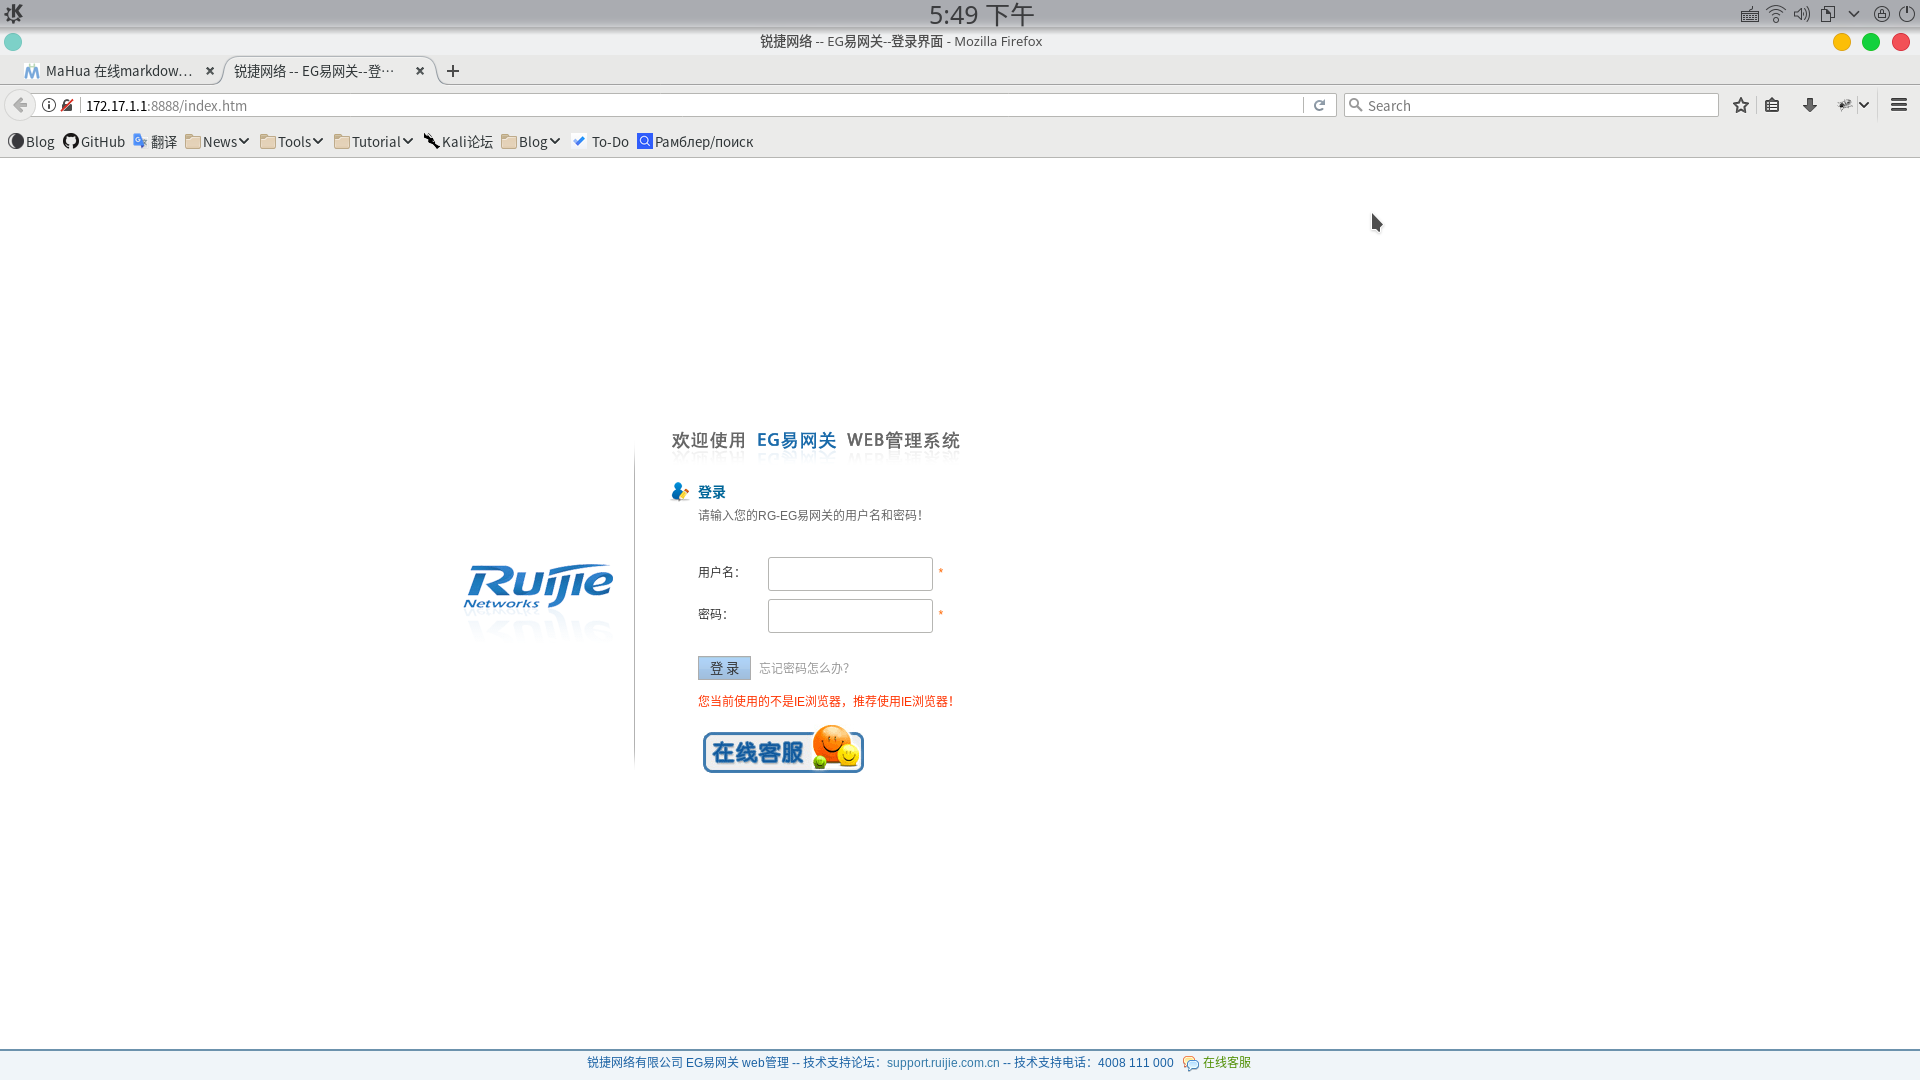 5:49 下午
锐捷网络 -- EG易网关--登录界面 - Mozilla Firefox
MaHua 在线markdow…
锐捷网络 -- EG易网关--登…
172.17.1.1:8888/index.htm
Search
Blog GitHub 翻译 News Tools Tutorial Kali论坛 Blog To-Do Рамблер/поиск
欢迎使用 EG易网关 WEB管理系统
登录
请输入您的RG-EG易网关的用户名和密码！
Ruijie
Networks
用户名： *
密码： *
登 录 忘记密码怎么办?
您当前使用的不是IE浏览器，推荐使用IE浏览器！
在线客服
锐捷网络有限公司 EG易网关 web管理 -- 技术支持论坛：support.ruijie.com.cn -- 技术支持电话：4008 111 000 在线客服